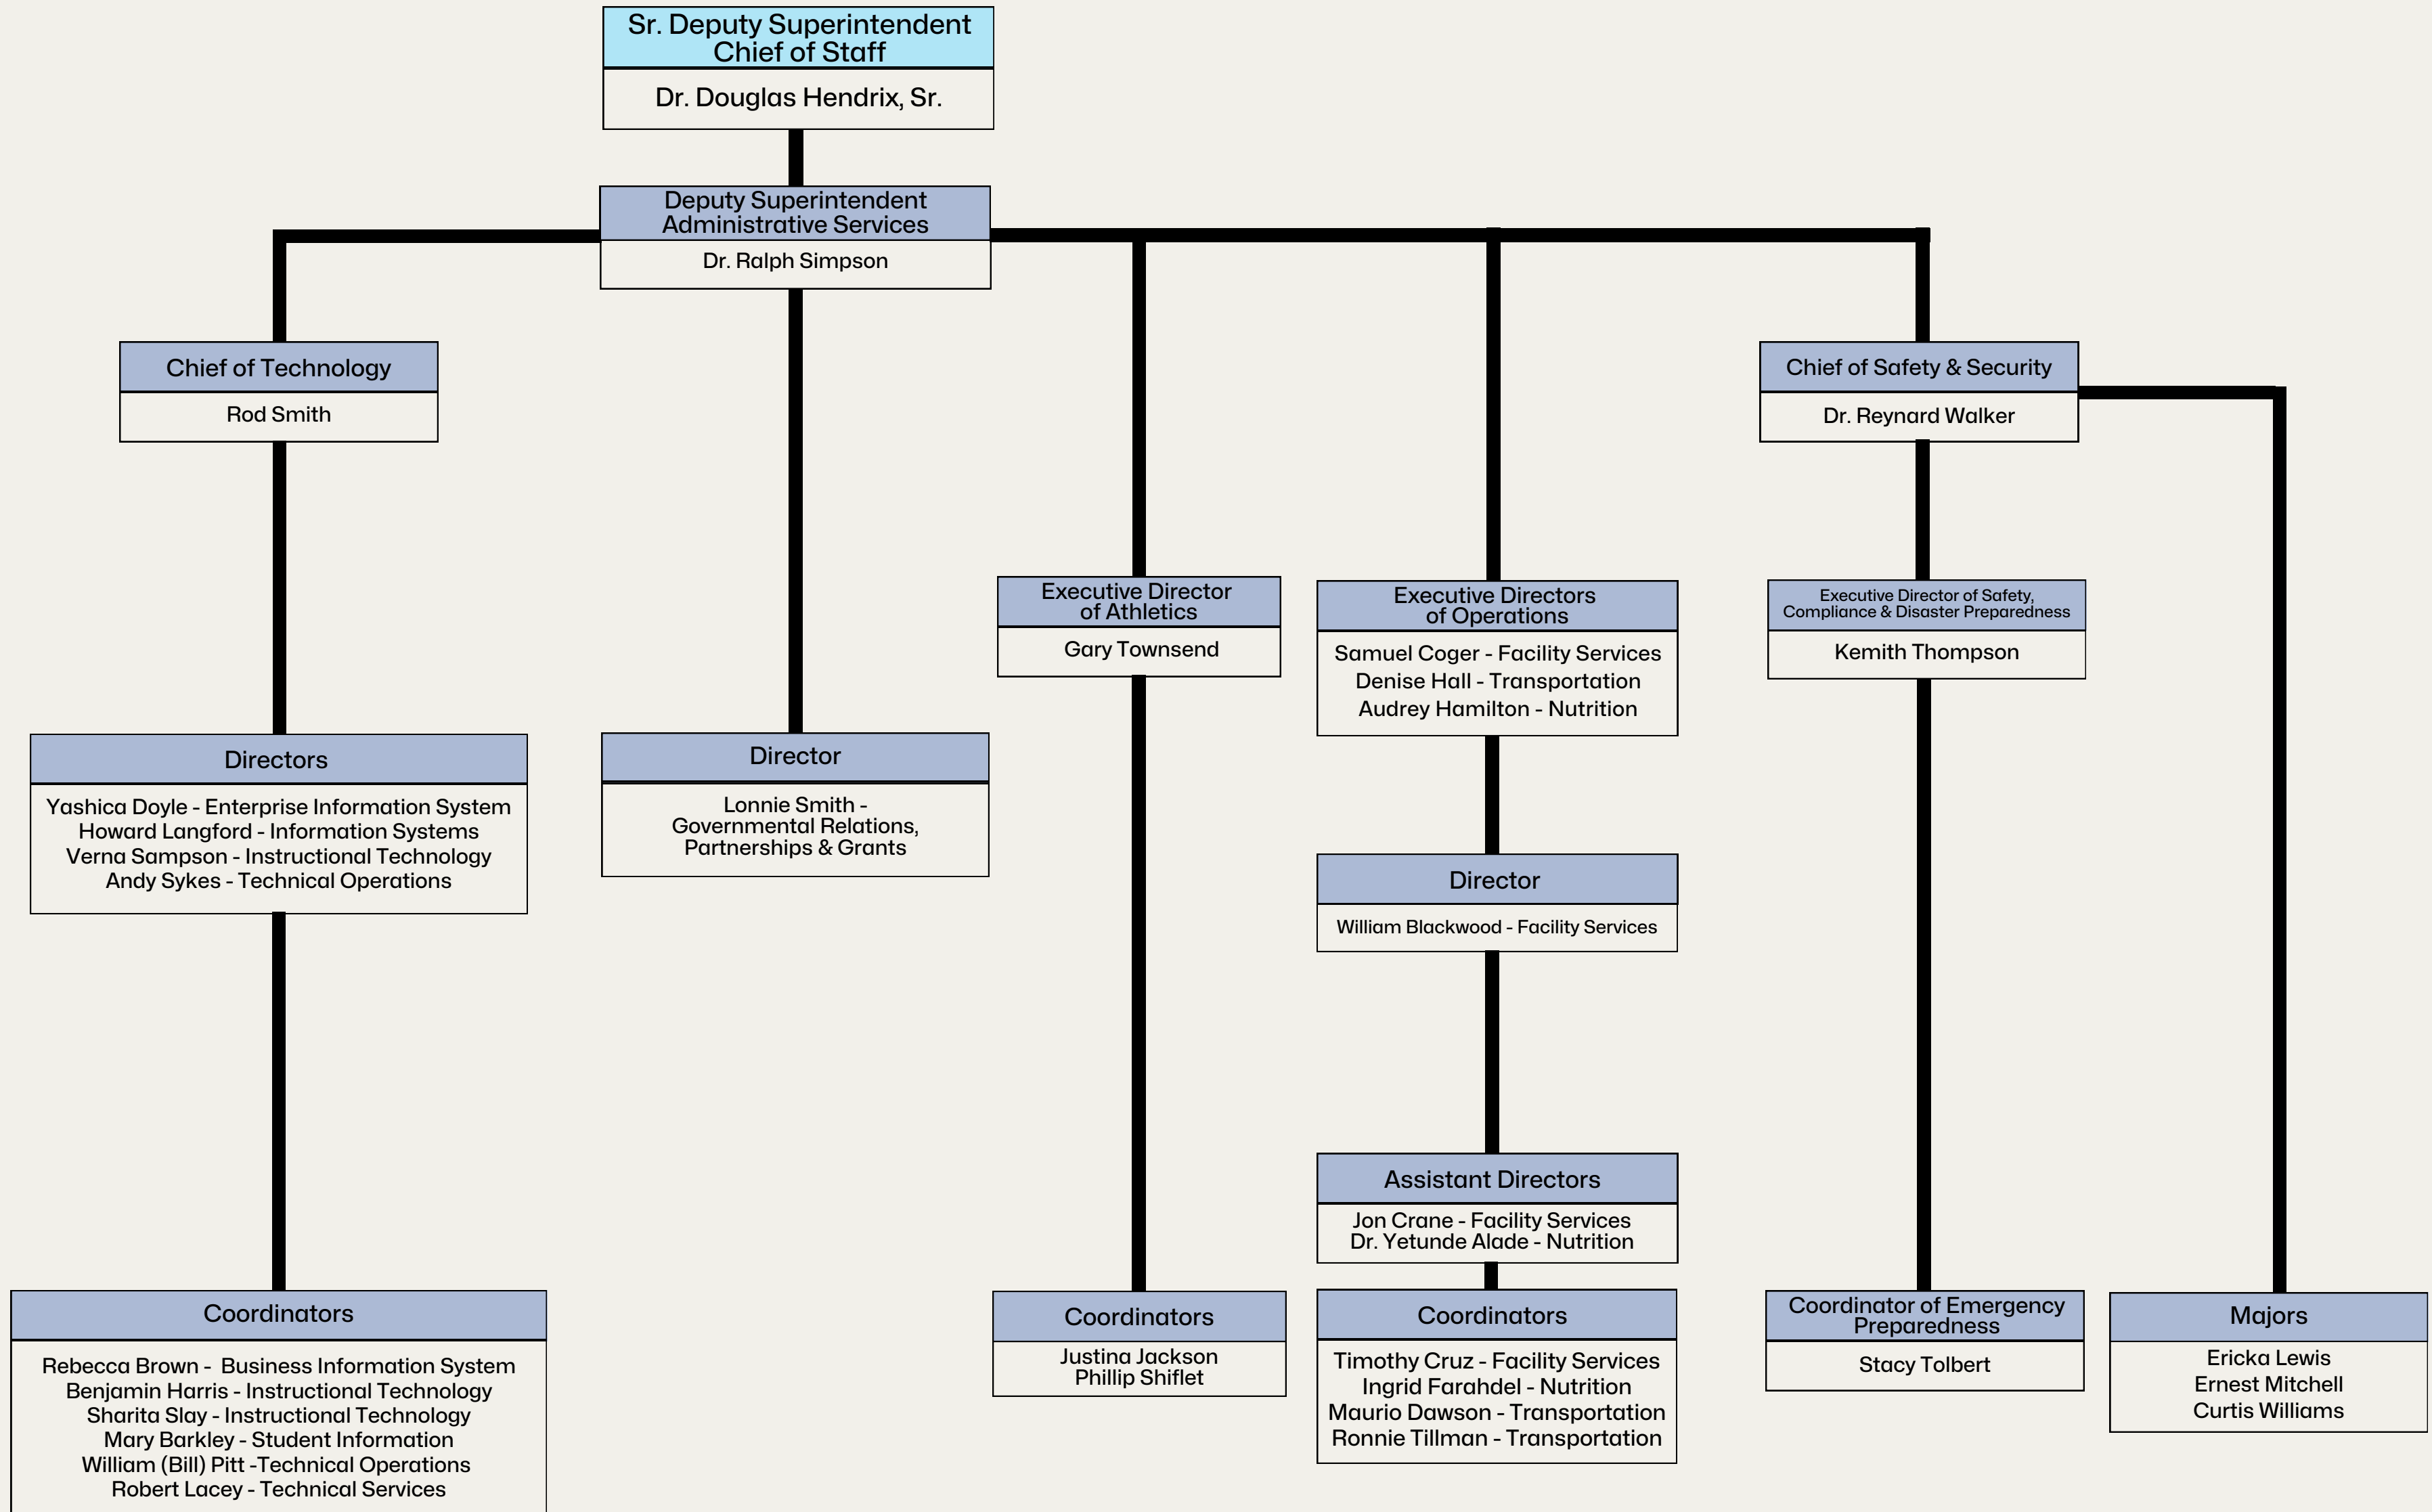 Sr. Deputy Superintendent
Chief of Staff
Dr. Douglas Hendrix, Sr.
Deputy Superintendent
Administrative Services
Dr. Ralph Simpson
Chief of Technology
Rod Smith
Chief of Safety & Security
Dr. Reynard Walker
Executive Director
of Athletics
Gary Townsend
Executive Directors
of Operations
Samuel Coger - Facility Services
Denise Hall - Transportation
Audrey Hamilton - Nutrition
Executive Director of Safety,
Compliance & Disaster Preparedness
Kemith Thompson
Directors
Yashica Doyle - Enterprise Information System
Howard Langford - Information Systems
Verna Sampson - Instructional Technology
Andy Sykes - Technical Operations
Director
Lonnie Smith -
Governmental Relations,
Partnerships & Grants
Director
William Blackwood - Facility Services
Assistant Directors
Jon Crane - Facility Services
Dr. Yetunde Alade - Nutrition
Coordinators
Rebecca Brown -  Business Information System
Benjamin Harris - Instructional Technology
Sharita Slay - Instructional Technology
Mary Barkley - Student Information
William (Bill) Pitt -Technical Operations
Robert Lacey - Technical Services
Coordinators
Justina Jackson
Phillip Shiflet
Coordinators
Timothy Cruz - Facility Services
Ingrid Farahdel - Nutrition
Maurio Dawson - Transportation
Ronnie Tillman - Transportation
Coordinator of Emergency
Preparedness
Stacy Tolbert
Majors
Ericka Lewis
Ernest Mitchell
Curtis Williams